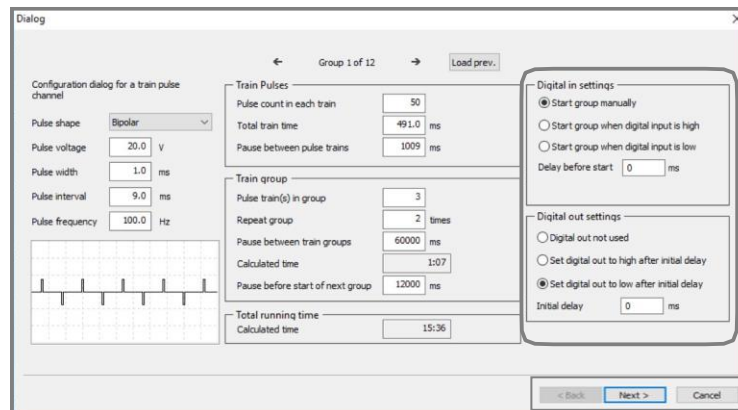 Dialog
← Group 1 of 12 → Load prev.
Configuration dialog for a train pulse
channel
Pulse shape Bipolar
Pulse voltage 20.0 V
Pulse width 1.0 ms
Pulse interval 9.0 ms
Pulse frequency 100.0 Hz
Train Pulses
Pulse count in each train 50
Total train time 491.0 ms
Pause between pulse trains 1009 ms
Train group
Pulse train(s) in group 3
Repeat group 2 times
Pause between train groups 60000 ms
Calculated time 1:07
Pause before start of next group 12000 ms
Total running time
Calculated time 15:36
Digital in settings
Start group manually
Start group when digital input is high
Start group when digital input is low
Delay before start 0 ms
Digital out settings
Digital out not used
Set digital out to high after initial delay
Set digital out to low after initial delay
Initial delay 0 ms
< Back Next > Cancel